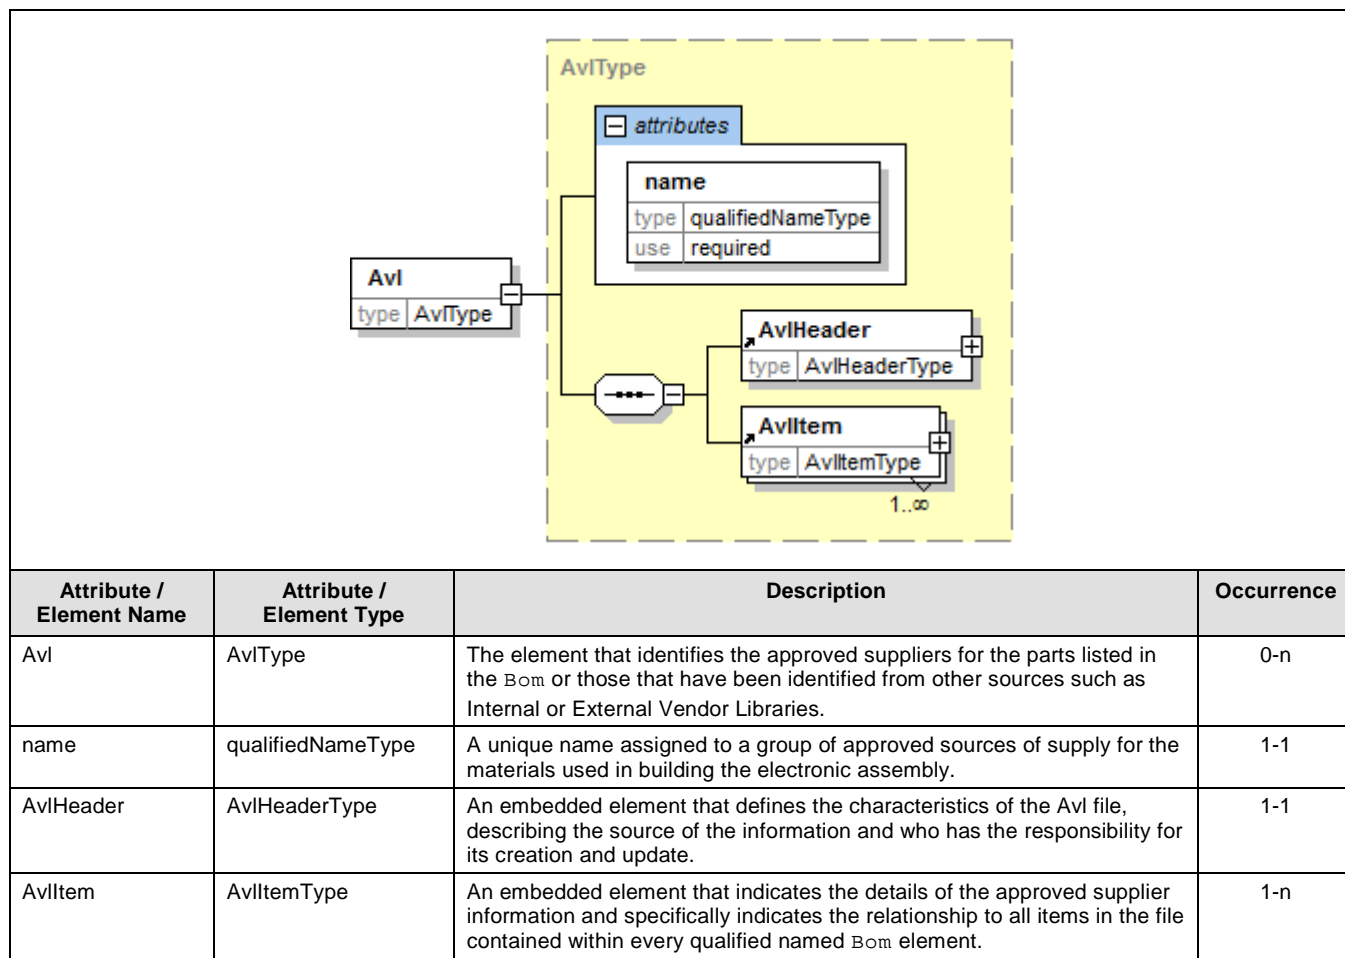 AvlType
attributes
name
type qualifiedNameType
use required
Avl
type AvlType
AvlHeader
type AvlHeaderType
AvlItem
type AvlItemType
1..∞
Attribute / Element Name
Attribute / Element Type
Description
Occurrence
Avl
AvlType
The element that identifies the approved suppliers for the parts listed in
the Bom or those that have been identified from other sources such as
Internal or External Vendor Libraries.
0-n
name
qualifiedNameType
A unique name assigned to a group of approved sources of supply for the
materials used in building the electronic assembly.
1-1
AvlHeader
AvlHeaderType
An embedded element that defines the characteristics of the Avl file,
describing the source of the information and who has the responsibility for
its creation and update.
1-1
AvlItem
AvlItemType
An embedded element that indicates the details of the approved supplier
information and specifically indicates the relationship to all items in the file
contained within every qualified named Bom element.
1-n